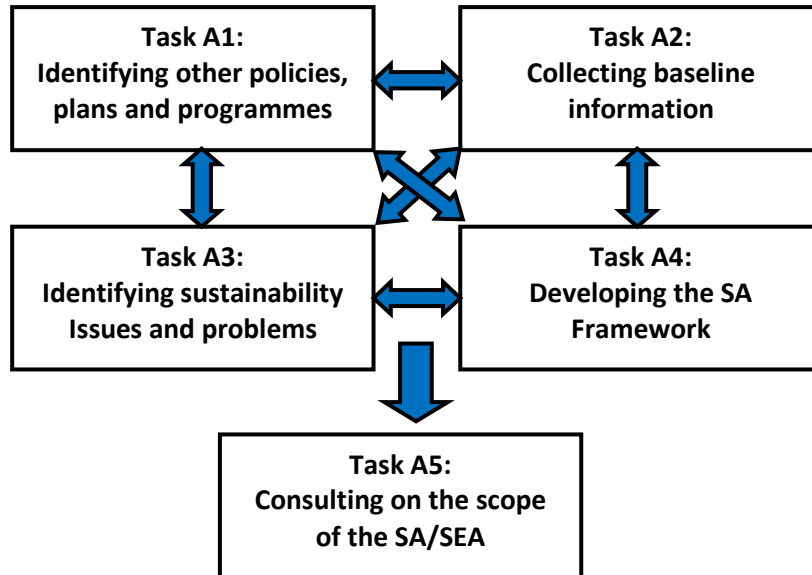 Task A1:
Identifying other policies,
plans and programmes
Task A2:
Collecting baseline
information
Task A3:
Identifying sustainability
Issues and problems
Task A4:
Developing the SA
Framework
Task A5:
Consulting on the scope
of the SA/SEA